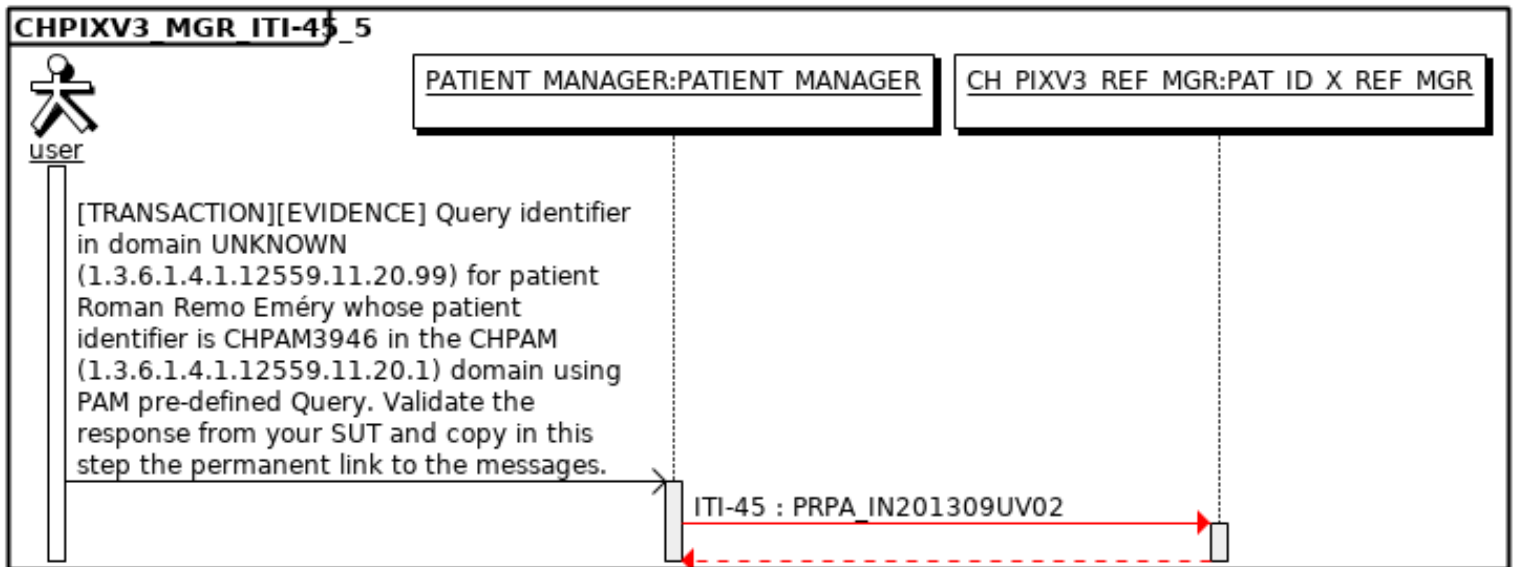 CHPIXV3_MGR_ITI-45_5
PATIENT_MANAGER:PATIENT_MANAGER
CH_PIXV3_REF_MGR:PAT_ID_X_REF_MGR
user
[TRANSACTION][EVIDENCE] Query identifier
in domain UNKNOWN
(1.3.6.1.4.1.12559.11.20.99) for patient
Roman Remo Eméry whose patient
identifier is CHPAM3946 in the CHPAM
(1.3.6.1.4.1.12559.11.20.1) domain using
PAM pre-defined Query. Validate the
response from your SUT and copy in this
step the permanent link to the messages.
ITI-45 : PRPA_IN201309UV02